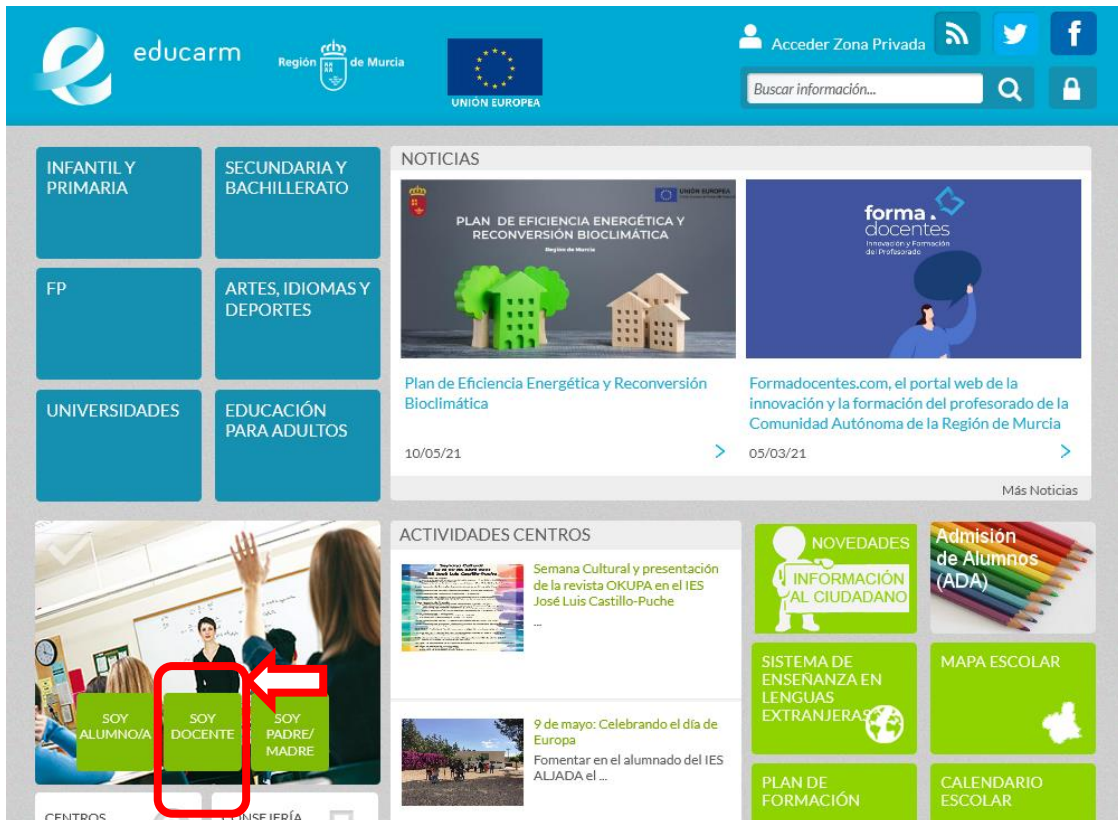 educarm
Región de Murcia
UNIÓN EUROPEA
Acceder Zona Privada
Buscar información...
INFANTIL Y
PRIMARIA
SECUNDARIA Y
BACHILLERATO
FP
ARTES, IDIOMAS Y
DEPORTES
UNIVERSIDADES
EDUCACIÓN
PARA ADULTOS
NOTICIAS
UNIÓN EUROPEA
PLAN DE EFICIENCIA ENERGÉTICA Y
RECONVERSIÓN BIOCLIMÁTICA
Región de Murcia
Plan de Eficiencia Energética y Reconversión
Bioclimática
10/05/21
forma
docentes
Innovación y Formación
del Profesorado
Formadocentes.com, el portal web de la
innovación y la formación del profesorado de la
Comunidad Autónoma de la Región de Murcia
05/03/21
Más Noticias
SOY
ALUMNO/A
SOY
DOCENTE
SOY
PADRE/
MADRE
CENTROS
CONSEJERÍA
ACTIVIDADES CENTROS
Semana Cultural y presentación
de la revista OKUPA en el IES
José Luis Castillo-Puche
...
9 de mayo: Celebrando el día de
Europa
Fomentar en el alumnado del IES
ALJADA el ...
NOVEDADES
INFORMACIÓN
AL CIUDADANO
Admisión
de Alumnos
(ADA)
SISTEMA DE
ENSEÑANZA EN
LENGUAS
EXTRANJERAS
MAPA ESCOLAR
PLAN DE
FORMACIÓN
CALENDARIO
ESCOLAR